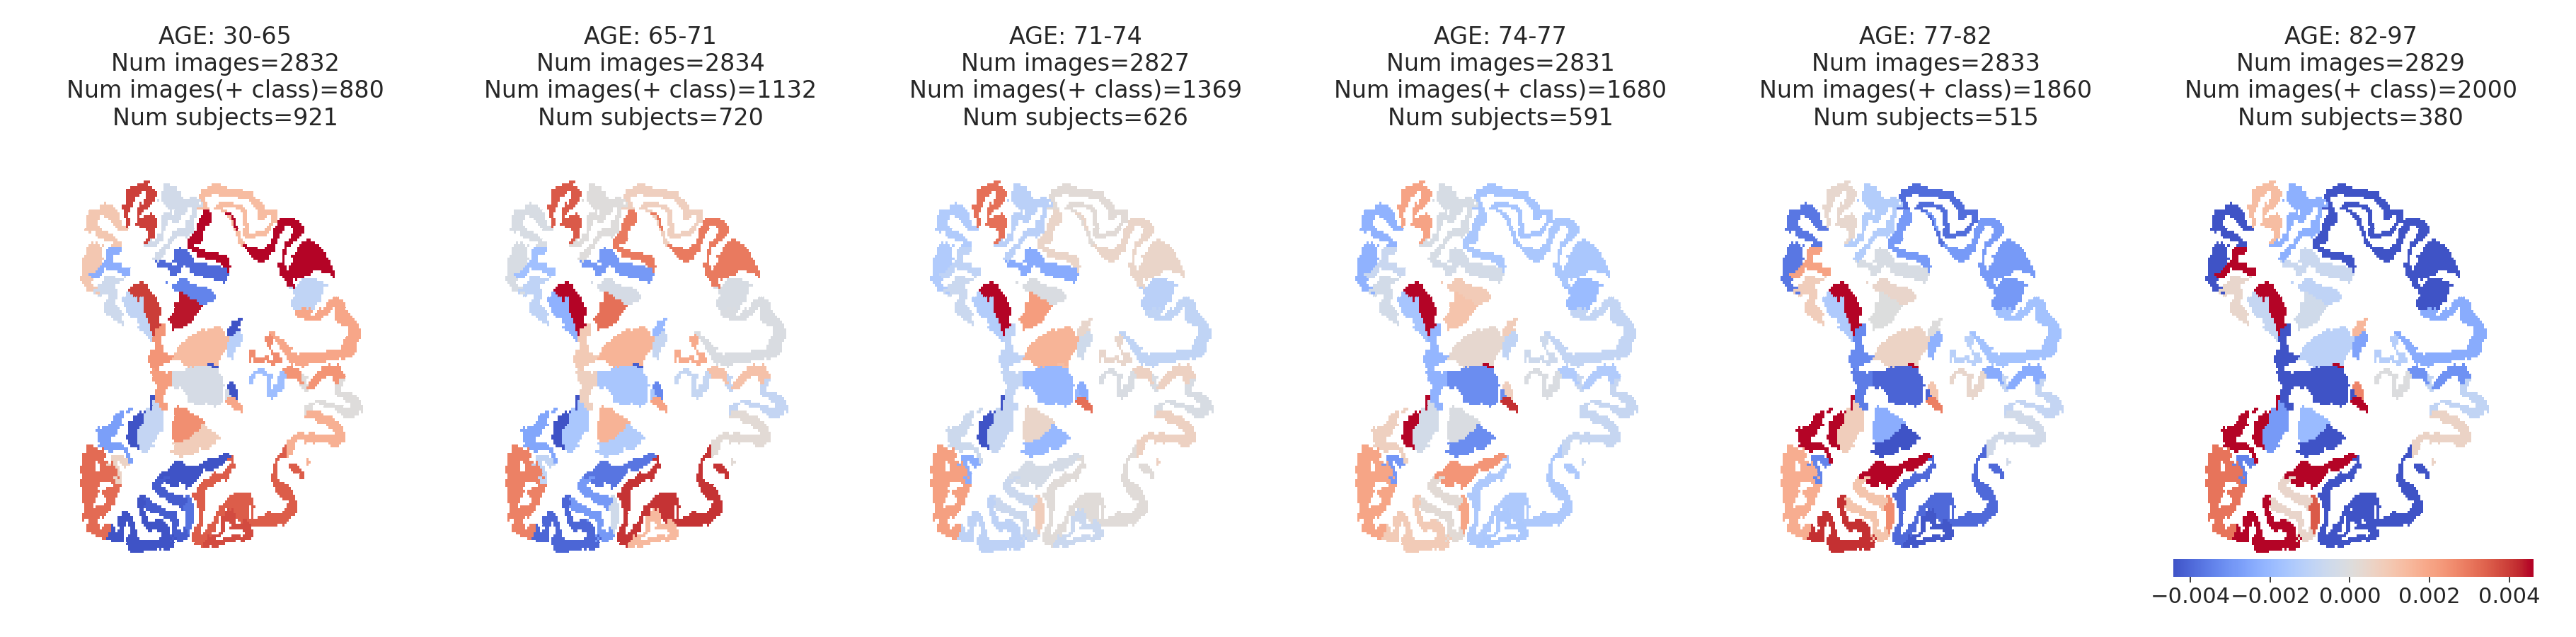 AGE: 30-65
Num images=2832
Num images(+ class)=880
Num subjects=921
AGE: 65-71
Num images=2834
Num images(+ class)=1132
Num subjects=720
AGE: 71-74
Num images=2827
Num images(+ class)=1369
Num subjects=626
AGE: 74-77
Num images=2831
Num images(+ class)=1680
Num subjects=591
AGE: 77-82
Num images=2833
Num images(+ class)=1860
Num subjects=515
AGE: 82-97
Num images=2829
Num images(+ class)=2000
Num subjects=380
−0.004 −0.002 0.000 0.002 0.004